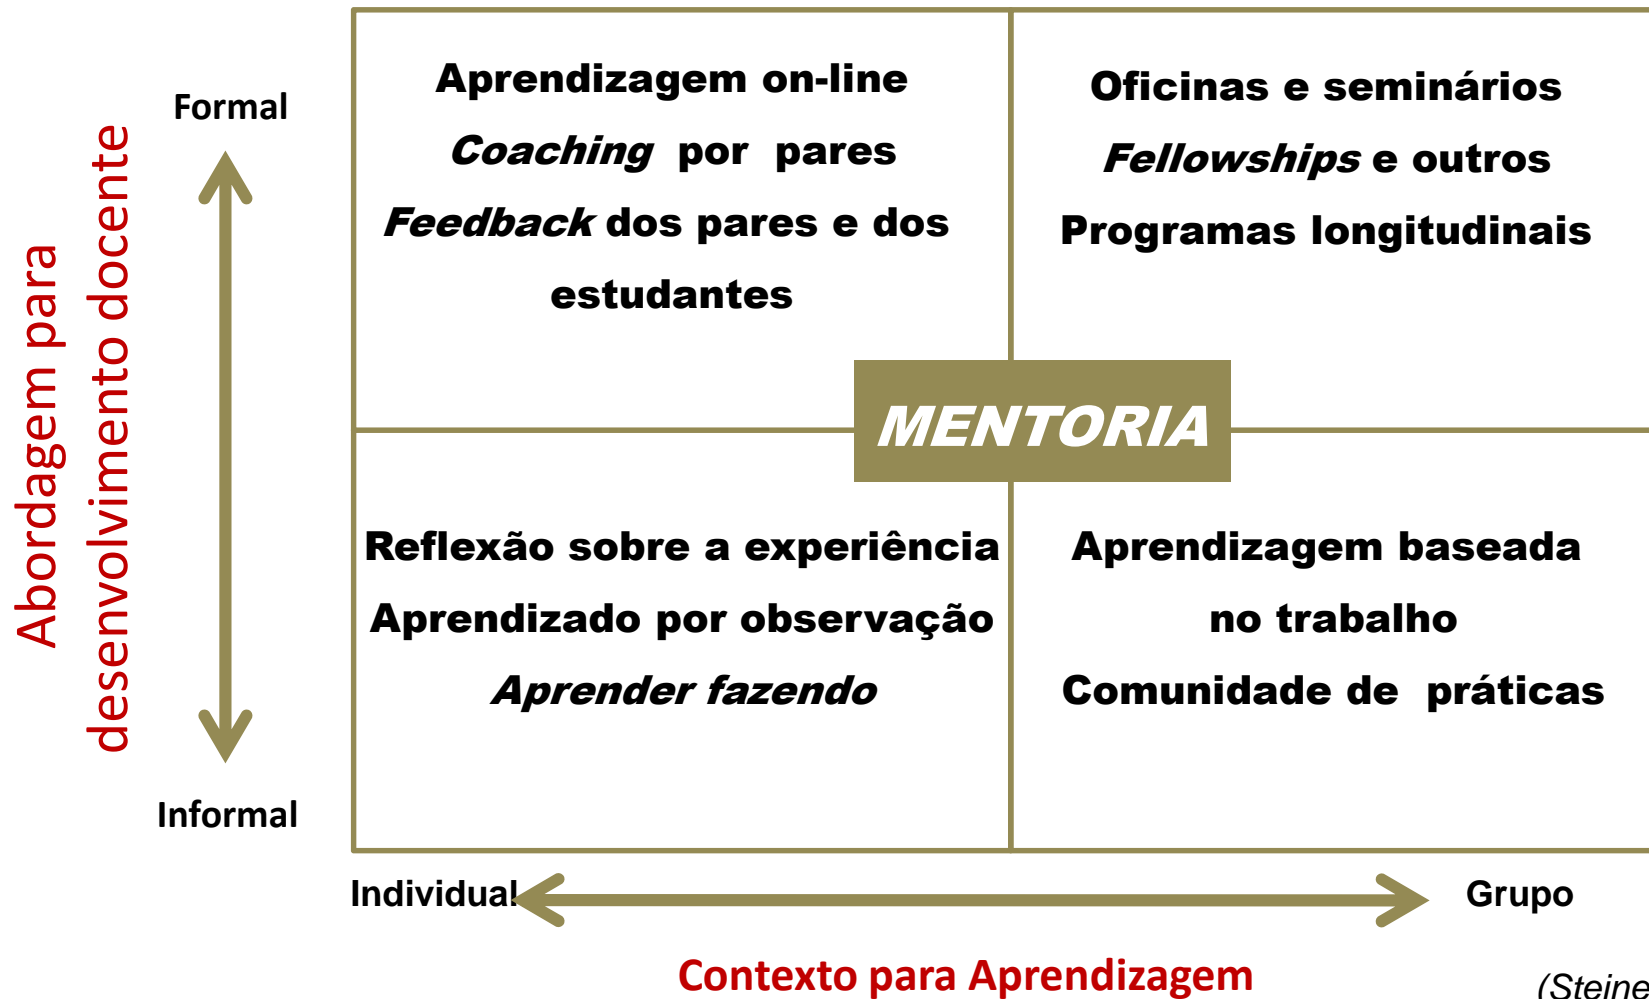 Abordagem para
desenvolvimento docente
Formal
Informal
Aprendizagem on-line
Coaching por pares
Feedback dos pares e dos
estudantes
Oficinas e seminários
Fellowships e outros
Programas longitudinais
MENTORIA
Reflexão sobre a experiência
Aprendizado por observação
Aprender fazendo
Aprendizagem baseada
no trabalho
Comunidade de práticas
Individual
Grupo
Contexto para Aprendizagem
(Steine